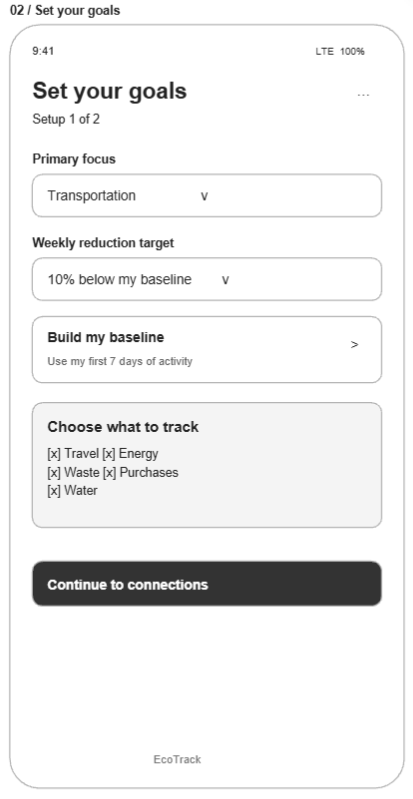 02 / Set your goals
9:41 LTE 100%
Set your goals ...
Setup 1 of 2
Primary focus
Transportation v
Weekly reduction target
10% below my baseline v
Build my baseline
>
Use my first 7 days of activity
Choose what to track
[x] Travel [x] Energy
[x] Waste [x] Purchases
[x] Water
Continue to connections
EcoTrack